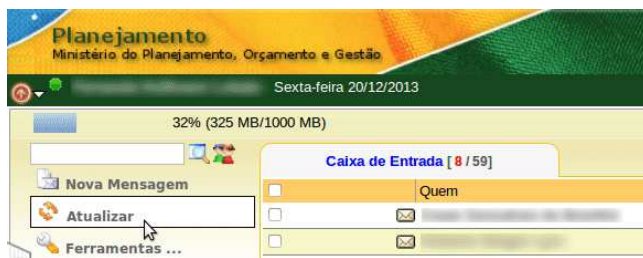 Planejamento
Ministério do Planejamento, Orçamento e Gestão
Sexta-feira 20/12/2013
32% (325 MB/1000 MB)
Caixa de Entrada [ 8 / 59]
Nova Mensagem
Quem
Atualizar
Ferramentas ...